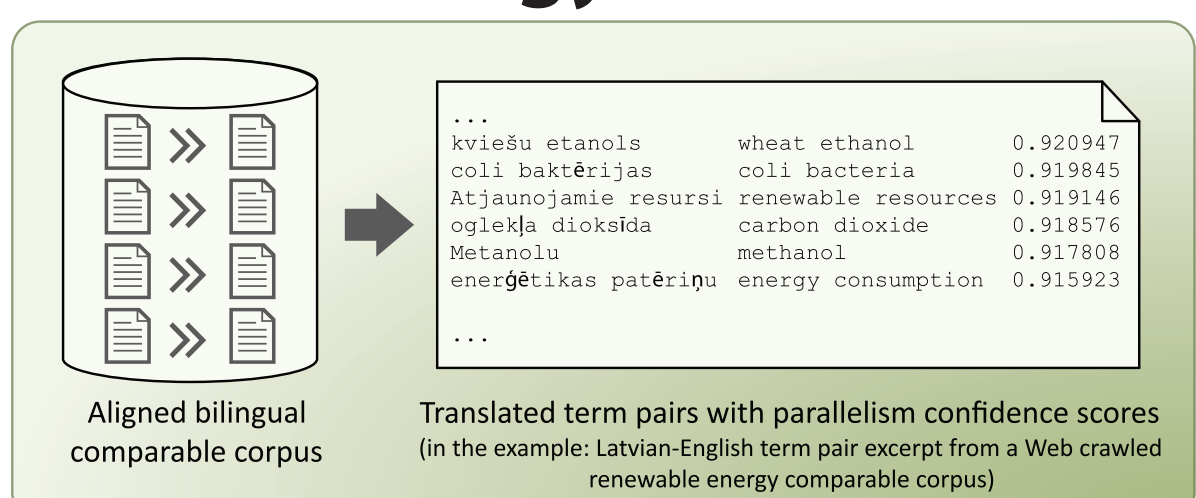 ...
kviešu etanols wheat ethanol 0.920947
coli baktērijas coli bacteria 0.919845
Atjaunojamie resursi renewable resources 0.919146
oglekļa dioksīda carbon dioxide 0.918576
Metanolu methanol 0.917808
enerģētikas patēriņu energy consumption 0.915923
...
Aligned bilingual
comparable corpus
Translated term pairs with parallelism confidence scores
(in the example: Latvian-English term pair excerpt from a Web crawled
renewable energy comparable corpus)